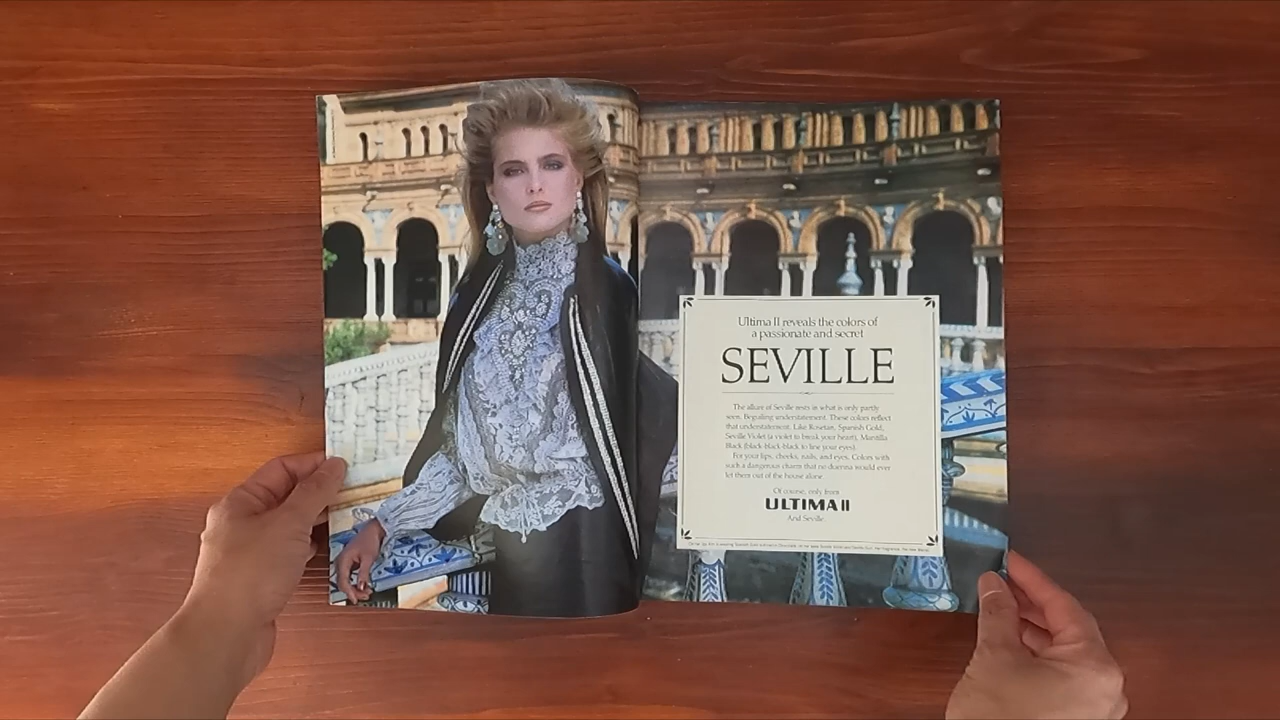 Ultima II reveals the colors of
a passionate and secret
SEVILLE
The allure of Seville rests in what is only partly
seen. Beguiling understatement. These colors reflect
that understatement. Like Rosetan, Spanish Gold,
Seville Violet (a violet to break your heart), Mantilla
Black (black-black-black to line your eyes).
For your lips, cheeks, nails, and eyes. Colors with
such a dangerous charm that no duenna would ever
let them out of the house alone.
Of course, only from
ULTIMA II
And Seville.